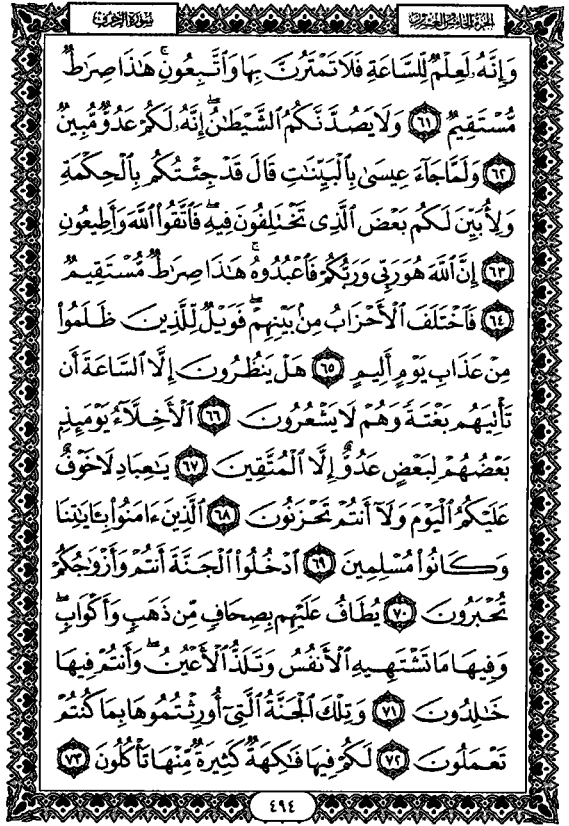 الجزء الخامس والعشرون
سورة الزخرف
وَإِنَّهُۥ لَعِلْمٌ لِّلسَّاعَةِ فَلَا تَمْتَرُنَّ بِهَا وَٱتَّبِعُونِ ۚ هَٰذَا صِرَٰطٌ
مُّسْتَقِيمٌ ٦١ وَلَا يَصُدَّنَّكُمُ ٱلشَّيْطَٰنُ ۖ إِنَّهُۥ لَكُمْ عَدُوٌّ مُّبِينٌ
٦٢ وَلَمَّا جَآءَ عِيسَىٰ بِٱلْبَيِّنَٰتِ قَالَ قَدْ جِئْتُكُم بِٱلْحِكْمَةِ
وَلِأُبَيِّنَ لَكُم بَعْضَ ٱلَّذِى تَخْتَلِفُونَ فِيهِ ۖ فَٱتَّقُوا۟ ٱللَّهَ وَأَطِيعُونِ
٦٣ إِنَّ ٱللَّهَ هُوَ رَبِّى وَرَبُّكُمْ فَٱعْبُدُوهُ ۚ هَٰذَا صِرَٰطٌ مُّسْتَقِيمٌ
٦٤ فَٱخْتَلَفَ ٱلْأَحْزَابُ مِنۢ بَيْنِهِمْ ۖ فَوَيْلٌ لِّلَّذِينَ ظَلَمُوا۟
مِنْ عَذَابِ يَوْمٍ أَلِيمٍ ٦٥ هَلْ يَنظُرُونَ إِلَّا ٱلسَّاعَةَ أَن
تَأْتِيَهُم بَغْتَةً وَهُمْ لَا يَشْعُرُونَ ٦٦ ٱلْأَخِلَّآءُ يَوْمَئِذٍۭ
بَعْضُهُمْ لِبَعْضٍ عَدُوٌّ إِلَّا ٱلْمُتَّقِينَ ٦٧ يَٰعِبَادِ لَا خَوْفٌ
عَلَيْكُمُ ٱلْيَوْمَ وَلَآ أَنتُمْ تَحْزَنُونَ ٦٨ ٱلَّذِينَ ءَامَنُوا۟ بِـَٔايَٰتِنَا
وَكَانُوا۟ مُسْلِمِينَ ٦٩ ٱدْخُلُوا۟ ٱلْجَنَّةَ أَنتُمْ وَأَزْوَٰجُكُمْ
تُحْبَرُونَ ٧٠ يُطَافُ عَلَيْهِم بِصِحَافٍ مِّن ذَهَبٍ وَأَكْوَابٍ ۖ
وَفِيهَا مَا تَشْتَهِيهِ ٱلْأَنفُسُ وَتَلَذُّ ٱلْأَعْيُنُ ۖ وَأَنتُمْ فِيهَا
خَٰلِدُونَ ٧١ وَتِلْكَ ٱلْجَنَّةُ ٱلَّتِىٓ أُورِثْتُمُوهَا بِمَا كُنتُمْ
تَعْمَلُونَ ٧٢ لَكُمْ فِيهَا فَٰكِهَةٌ كَثِيرَةٌ مِّنْهَا تَأْكُلُونَ ٧٣
٤٩٤